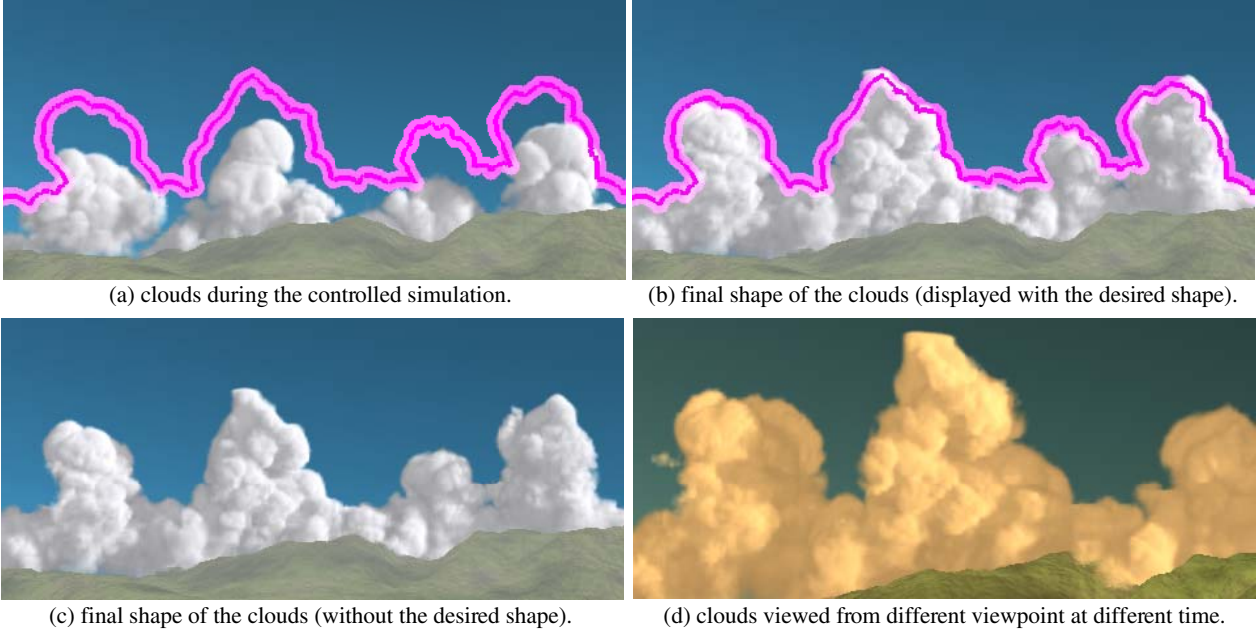 (a) clouds during the controlled simulation.
(b) final shape of the clouds (displayed with the desired shape).
(c) final shape of the clouds (without the desired shape).
(d) clouds viewed from different viewpoint at different time.